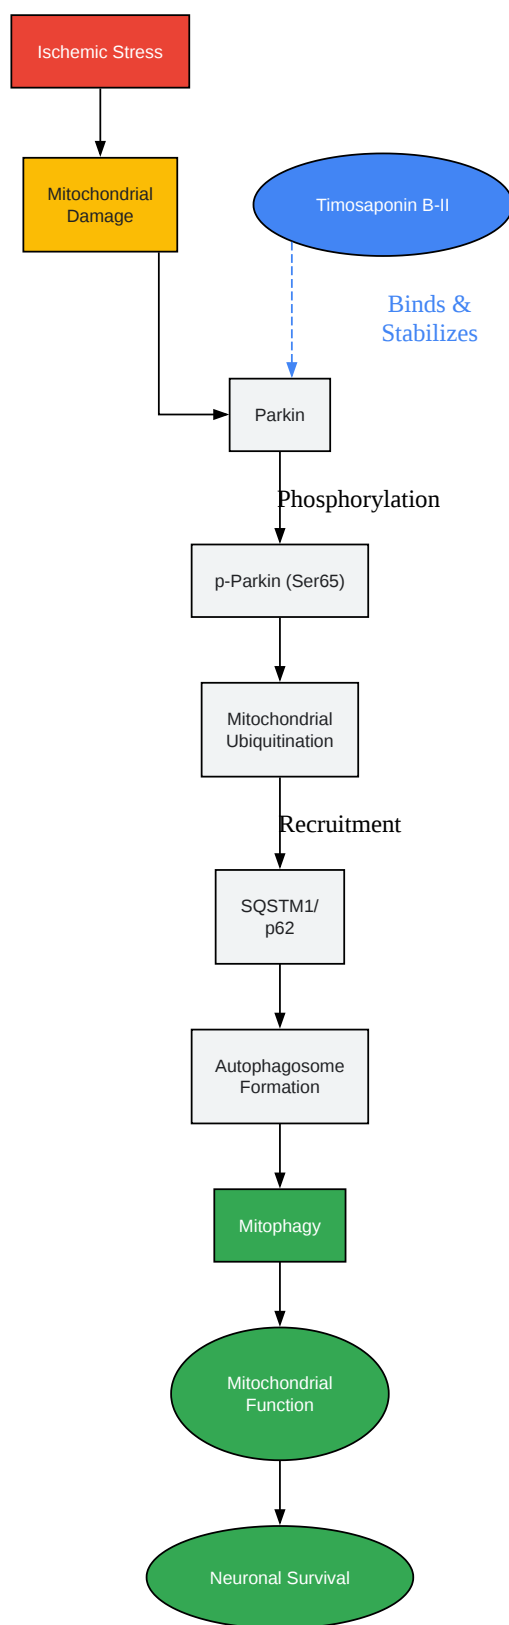 Ischemic Stress
Mitochondrial
Damage
Timosaponin B-II
Binds &
Stabilizes
Parkin
Phosphorylation
p-Parkin (Ser65)
Mitochondrial
Ubiquitination
Recruitment
SQSTM1/
p62
Autophagosome
Formation
Mitophagy
Mitochondrial
Function
Neuronal Survival